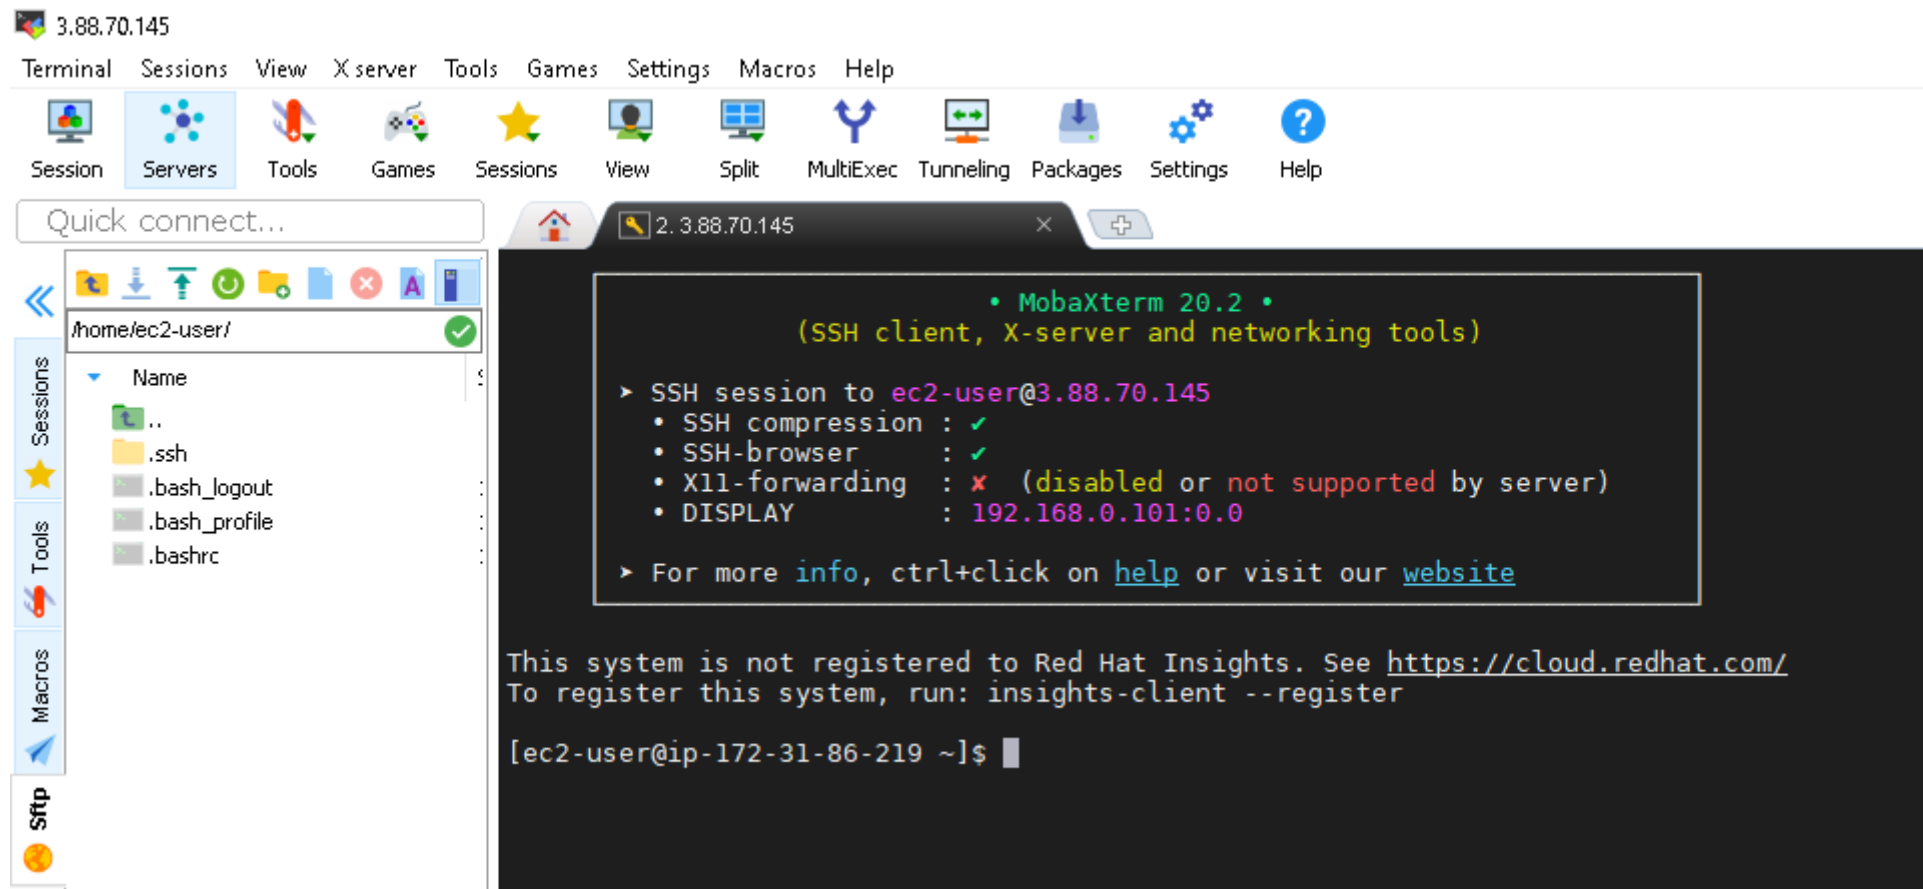 3.88.70.145
Terminal Sessions View X server Tools Games Settings Macros Help
Session Servers Tools Games Sessions View Split MultiExec Tunneling Packages Settings Help
Quick connect...
2. 3.88.70.145
/home/ec2-user/
Name
..
.ssh
.bash_logout
.bash_profile
.bashrc
Sessions
Tools
Macros
Sftp
• MobaXterm 20.2 •
(SSH client, X-server and networking tools)
➤ SSH session to ec2-user@3.88.70.145
• SSH compression : ✔
• SSH-browser : ✔
• X11-forwarding : ✘ (disabled or not supported by server)
• DISPLAY : 192.168.0.101:0.0
➤ For more info, ctrl+click on help or visit our website
This system is not registered to Red Hat Insights. See https://cloud.redhat.com/
To register this system, run: insights-client --register
[ec2-user@ip-172-31-86-219 ~]$